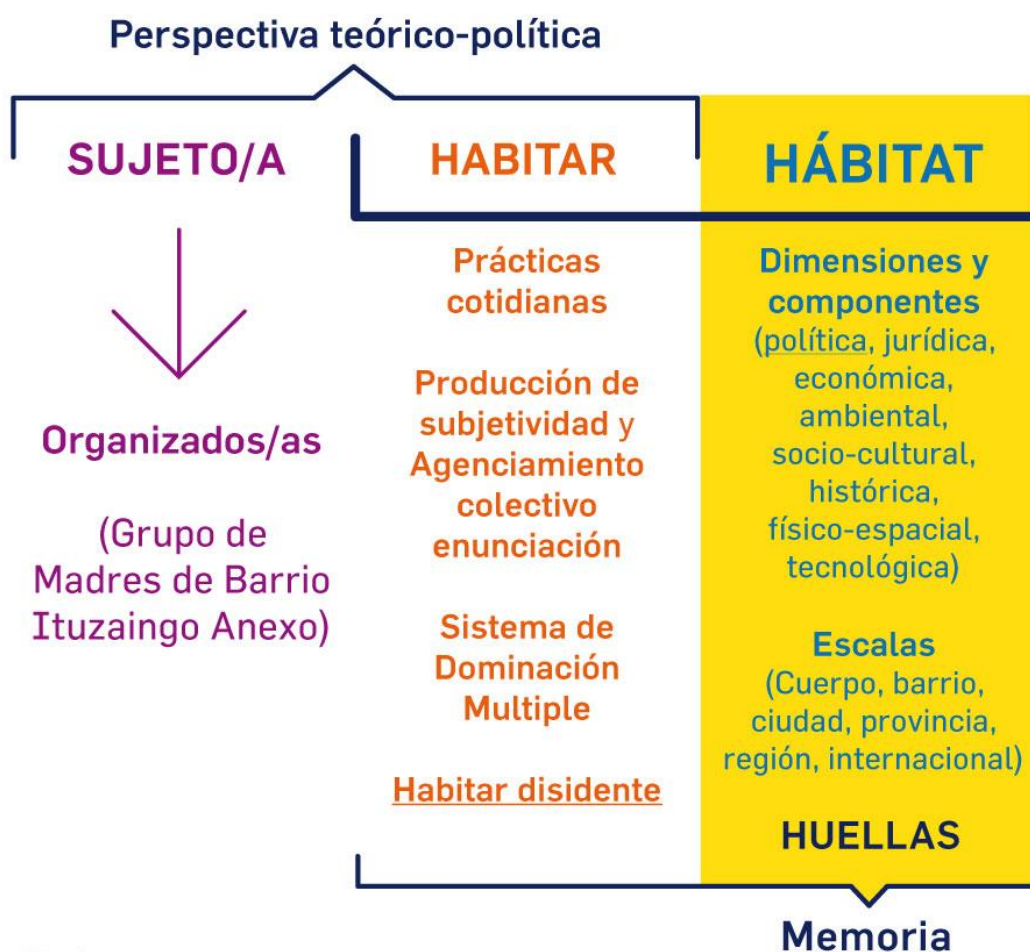 Perspectiva teórico-política
SUJETO/A
Organizados/as
(Grupo de
Madres de Barrio
Ituzaingo Anexo)
HABITAR
Prácticas
cotidianas
Producción de
subjetividad y
Agenciamiento
colectivo
enunciación
Sistema de
Dominación
Multiple
Habitar disidente
HÁBITAT
Dimensiones y
componentes
(política, jurídica,
económica,
ambiental,
socio-cultural,
histórica,
físico-espacial,
tecnológica)
Escalas
(Cuerpo, barrio,
ciudad, provincia,
región, internacional)
HUELLAS
Memoria